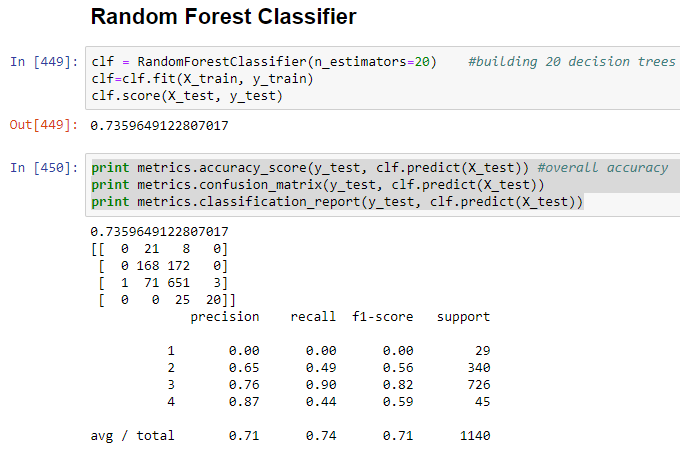 Random Forest Classifier
In [449]: clf = RandomForestClassifier(n_estimators=20)    #building 20 decision trees
clf=clf.fit(X_train, y_train)
clf.score(X_test, y_test)
Out[449]: 0.7359649122807017
In [450]: print metrics.accuracy_score(y_test, clf.predict(X_test)) #overall accuracy
print metrics.confusion_matrix(y_test, clf.predict(X_test))
print metrics.classification_report(y_test, clf.predict(X_test))
0.7359649122807017
[[  0  21   8   0]
 [  0 168 172   0]
 [  1  71 651   3]
 [  0   0  25  20]]
             precision    recall  f1-score   support
          1       0.00      0.00      0.00        29
          2       0.65      0.49      0.56       340
          3       0.76      0.90      0.82       726
          4       0.87      0.44      0.59        45
avg / total       0.71      0.74      0.71      1140